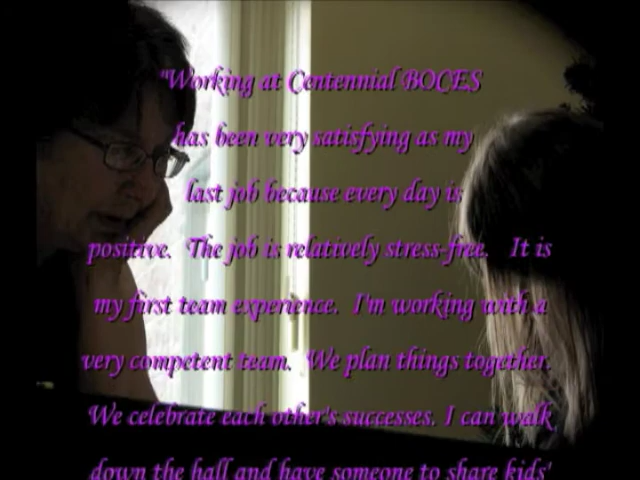 "Working at Centennial BOCES
has been very satisfying as my
last job because every day is
positive. The job is relatively stress-free. It is
my first team experience. I'm working with a
very competent team. We plan things together.
We celebrate each other's successes. I can walk
down the hall and have someone to share kids'